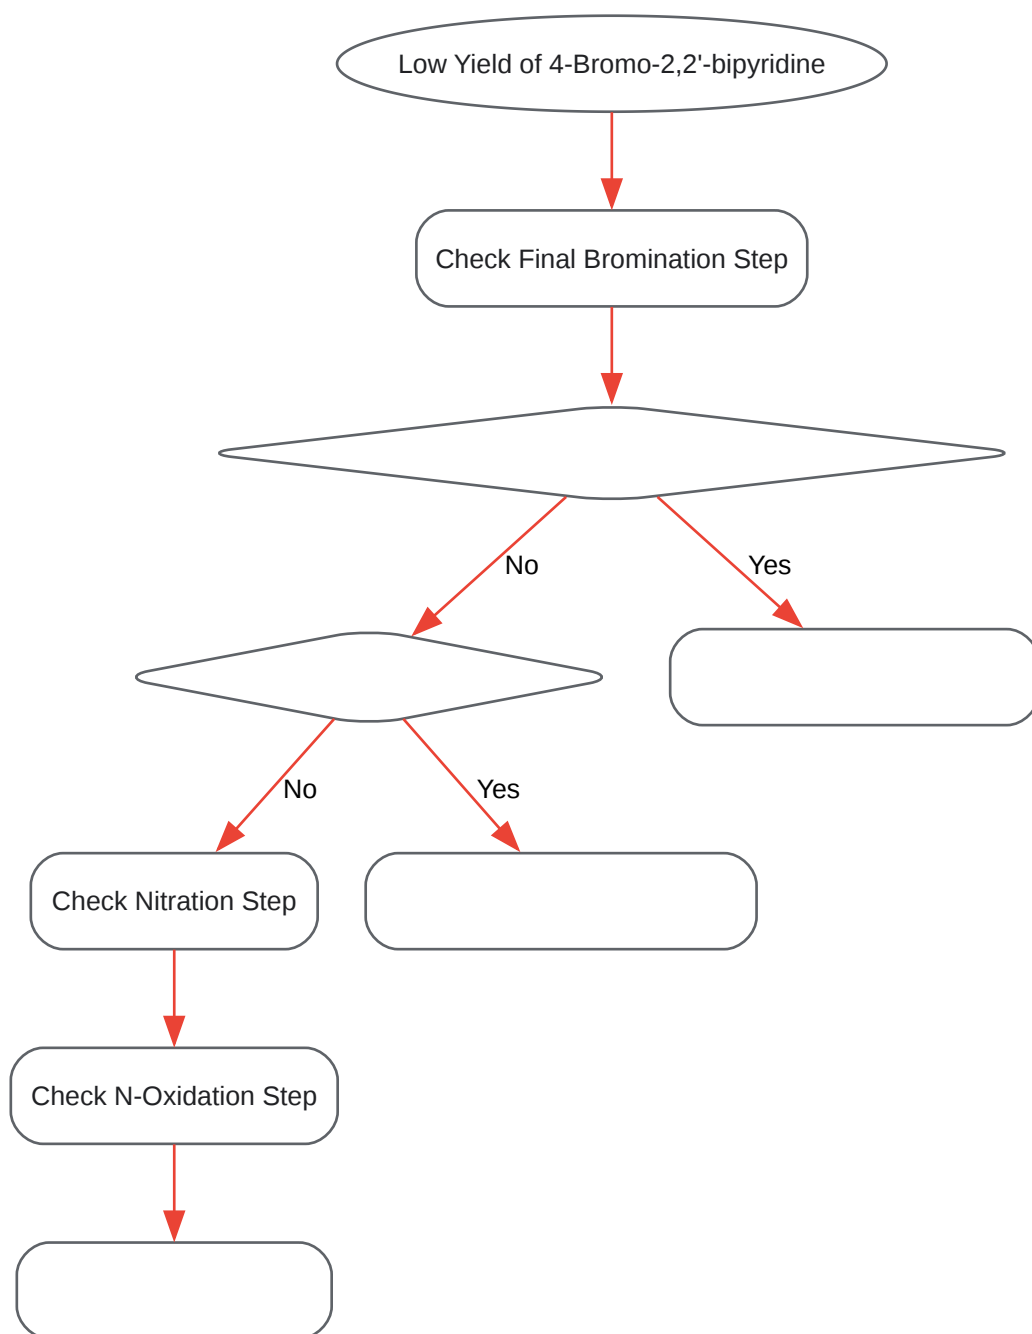 Low Yield of 4-Bromo-2,2'-bipyridine
Check Final Bromination Step
No
Yes
No
Yes
Check Nitration Step
Check N-Oxidation Step